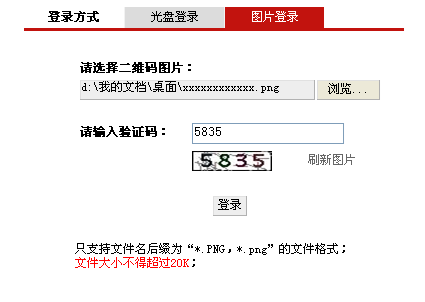 登录方式 光盘登录 图片登录
请选择二维码图片：
d:\我的文档\桌面\xxxxxxxxxxxx.png 浏览...
请输入验证码： 5835
5835 刷新图片
登录
只支持文件名后缀为“*.PNG，*.png”的文件格式；
文件大小不得超过20K；